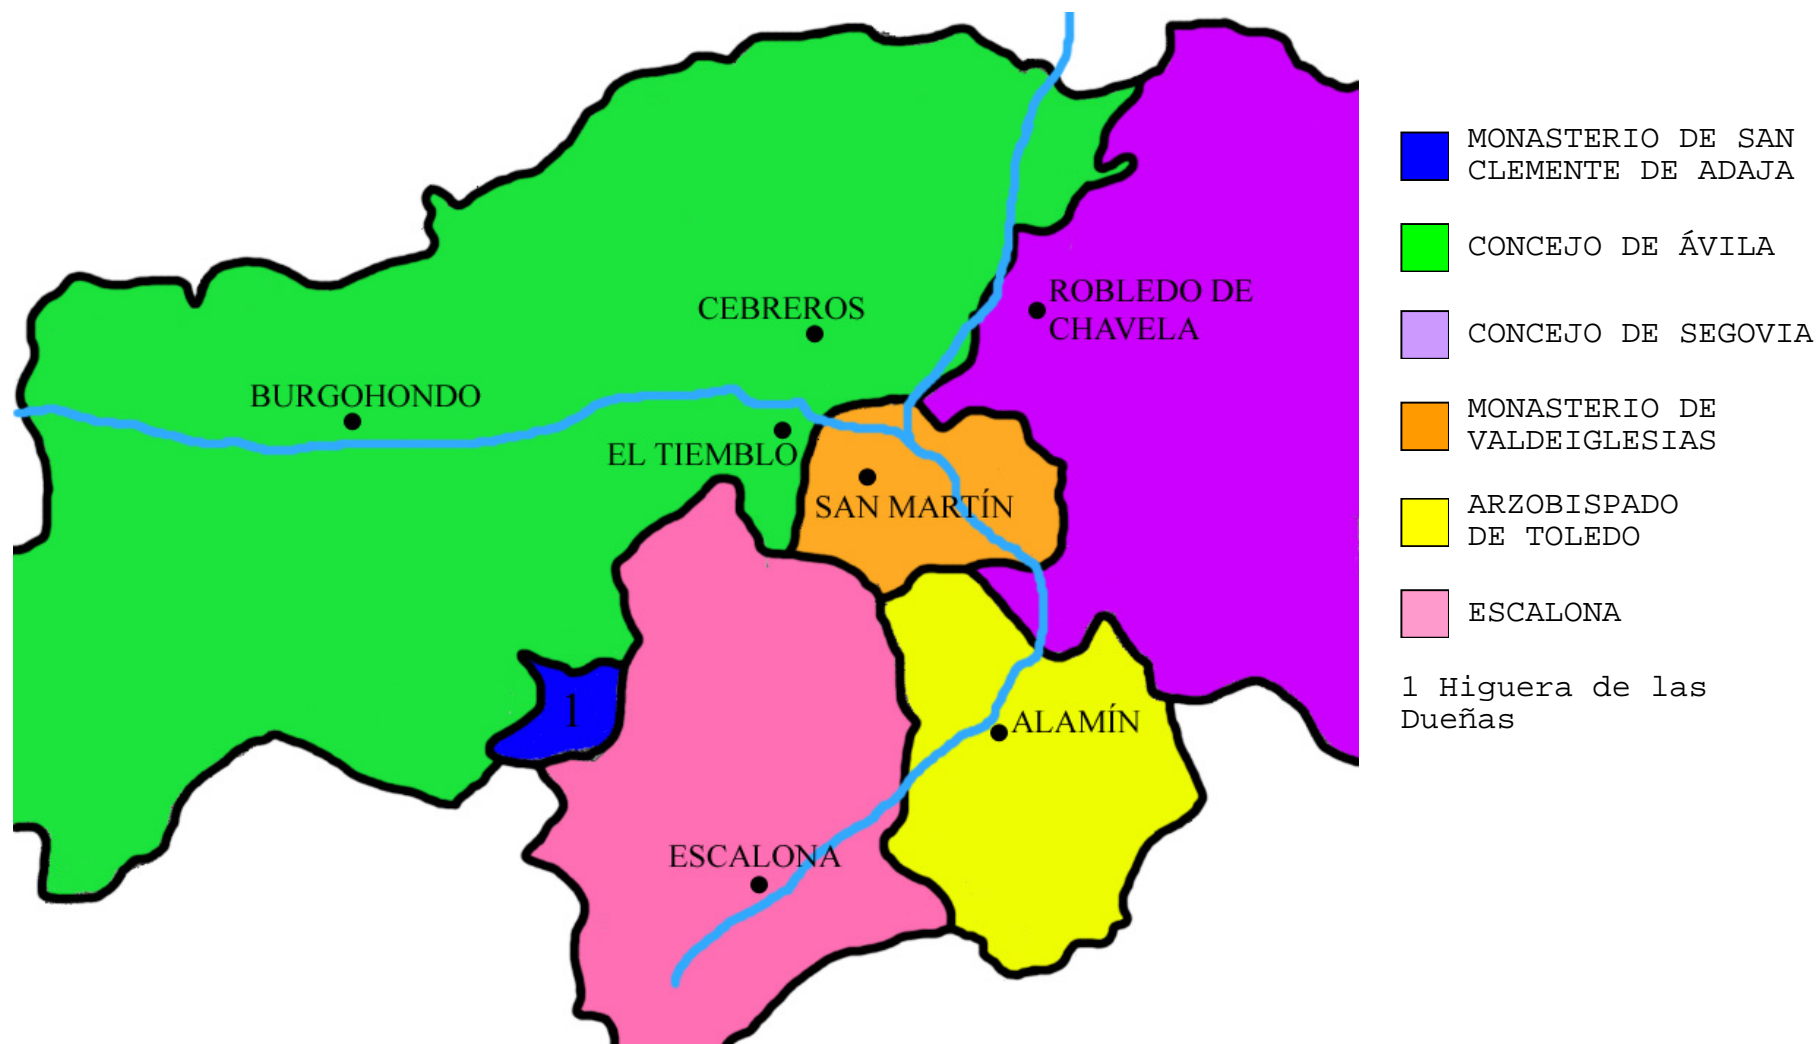 CEBREROS
ROBLEDO DE
CHAVELA
BURGOHONDO
EL TIEMBLO
SAN MARTÍN
1
ALAMÍN
ESCALONA
MONASTERIO DE SAN
CLEMENTE DE ADAJA
CONCEJO DE ÁVILA
CONCEJO DE SEGOVIA
MONASTERIO DE
VALDEIGLESIAS
ARZOBISPADO
DE TOLEDO
ESCALONA
1 Higuera de las
Dueñas